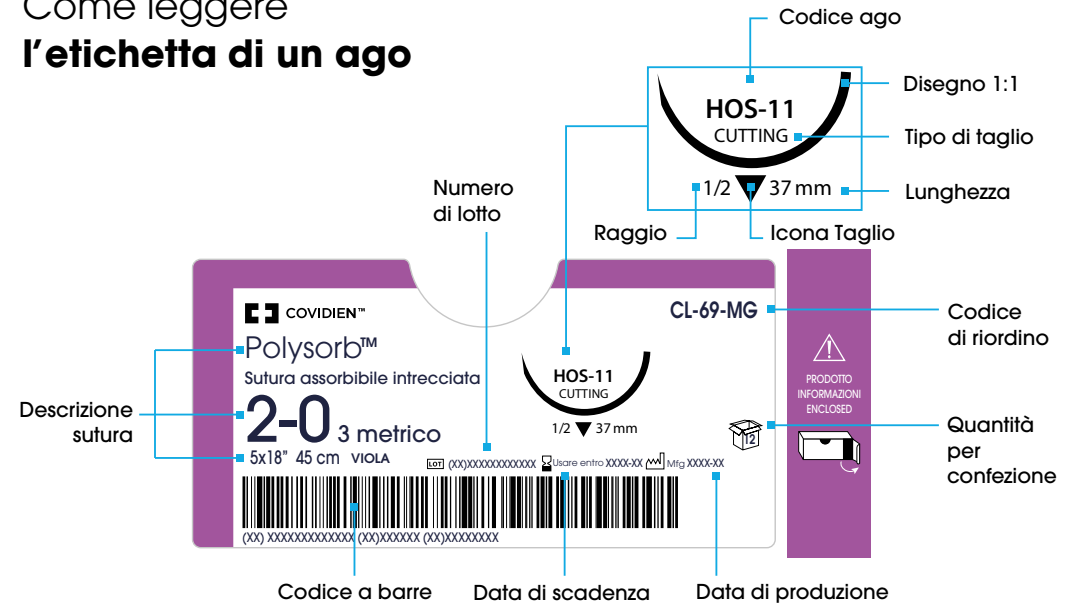 Come leggere
l'etichetta di un ago
Codice ago
HOS-11
CUTTING
1/2 37 mm
Disegno 1:1
Tipo di taglio
Lunghezza
Raggio
Icona Taglio
Numero
di lotto
COVIDIEN™
Polysorb™
Sutura assorbibile intrecciata
2-0 3 metrico
5x18" 45 cm VIOLA
Descrizione
sutura
HOS-11
CUTTING
1/2 37 mm
CL-69-MG
12
LOT (XX)XXXXXXXXXXXX Usare entro XXXX-XX Mfg XXXX-XX
(XX) XXXXXXXXXXXXX (XX)XXXXXX (XX)XXXXXXXX
PRODOTTO
INFORMAZIONI
ENCLOSED
Codice
di riordino
Quantità
per
confezione
Codice a barre
Data di scadenza
Data di produzione